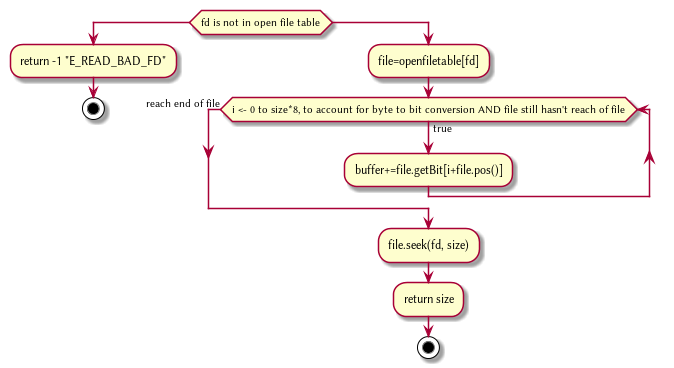 fd is not in open file table
return -1 "E_READ_BAD_FD"
file=openfiletable[fd]
reach end of file
i <- 0 to size*8, to account for byte to bit conversion AND file still hasn't reach of file
true
buffer+=file.getBit[i+file.pos()]
file.seek(fd, size)
return size